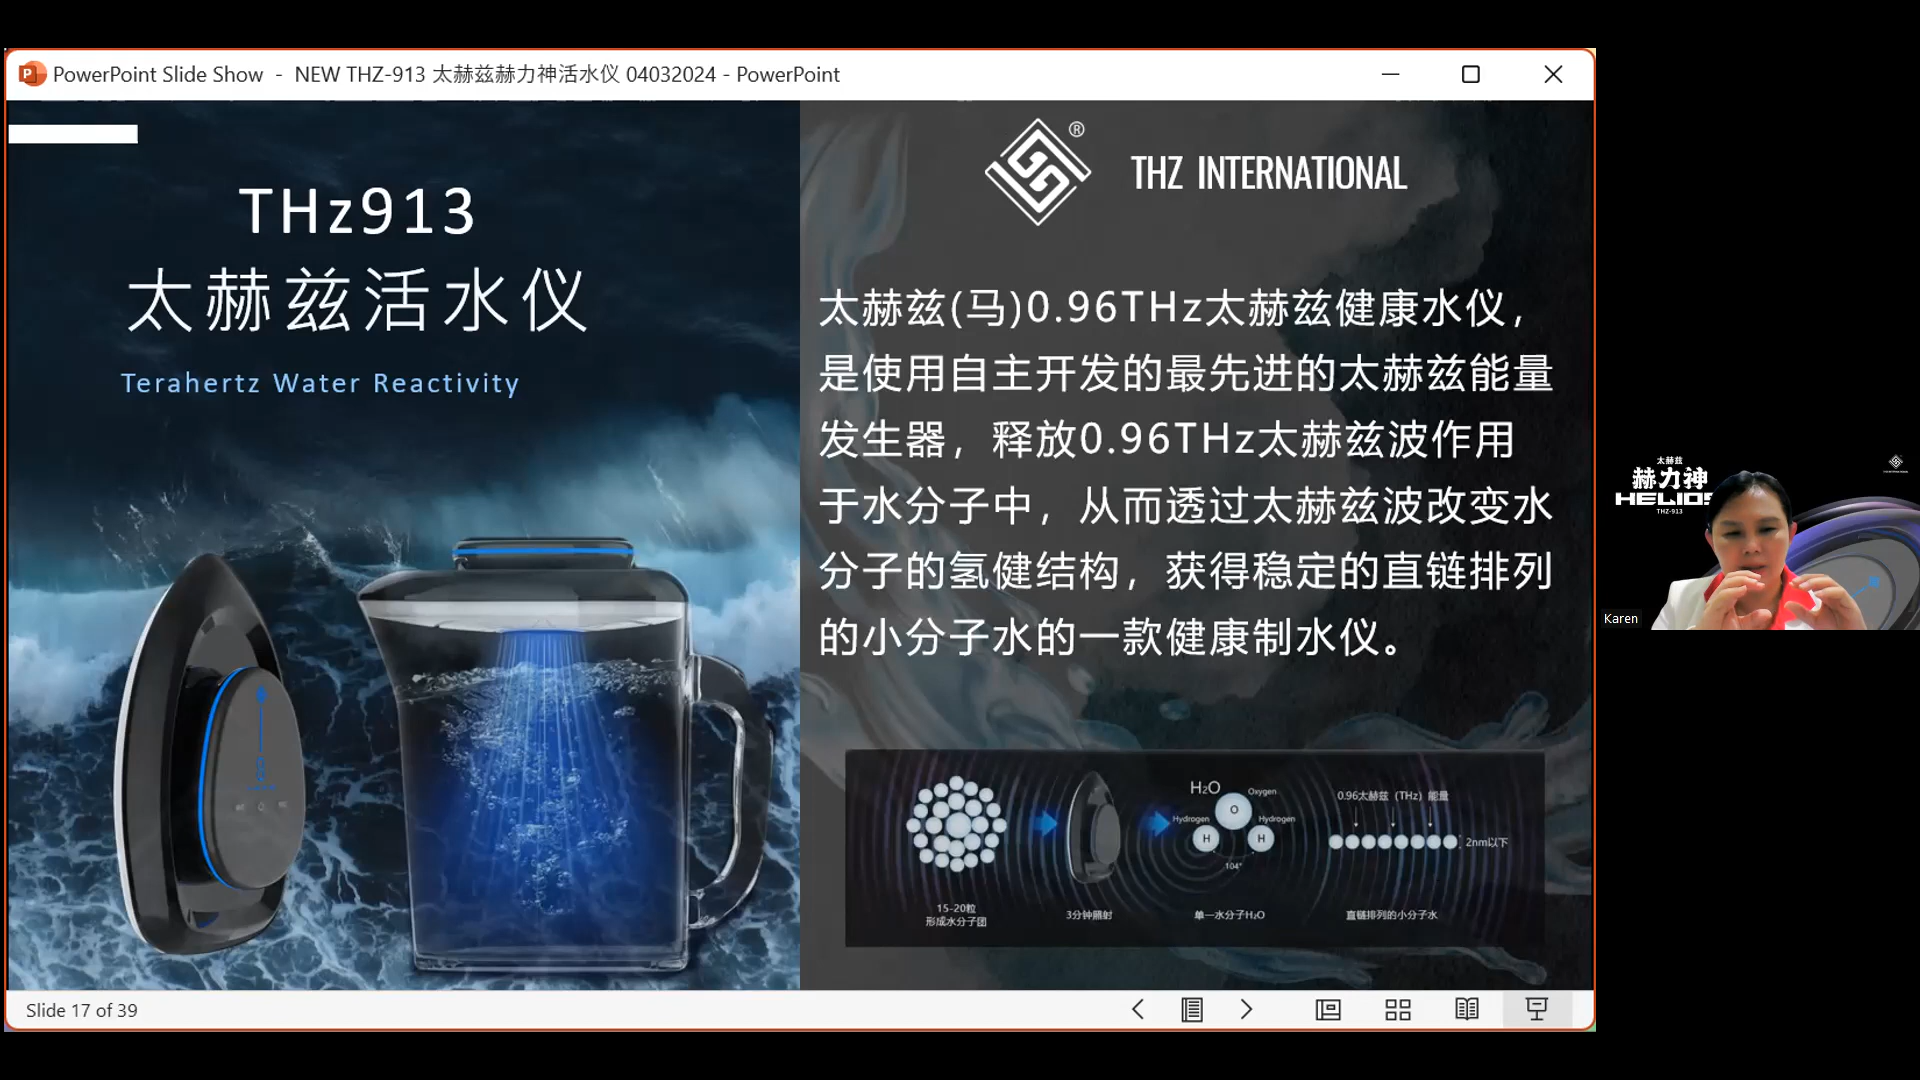 PowerPoint Slide Show - NEW THZ-913 太赫兹赫力神活水仪 04032024 - PowerPoint
THz913
太赫兹活水仪
Terahertz Water Reactivity
®
THZ INTERNATIONAL
太赫兹(马)0.96THz太赫兹健康水仪，
是使用自主开发的最先进的太赫兹能量
发生器，释放0.96THz太赫兹波作用
于水分子中，从而透过太赫兹波改变水
分子的氢健结构，获得稳定的直链排列
的小分子水的一款健康制水仪。
15-20粒
形成水分子团
3分钟照射
H₂O
Oxygen
O
Hydrogen
Hydrogen
H
H
104°
单一水分子H₂O
0.96太赫兹（THz）能量
2nm以下
直链排列的小分子水
太赫兹
赫力神
HELIOS
THZ-913
Karen
Slide 17 of 39